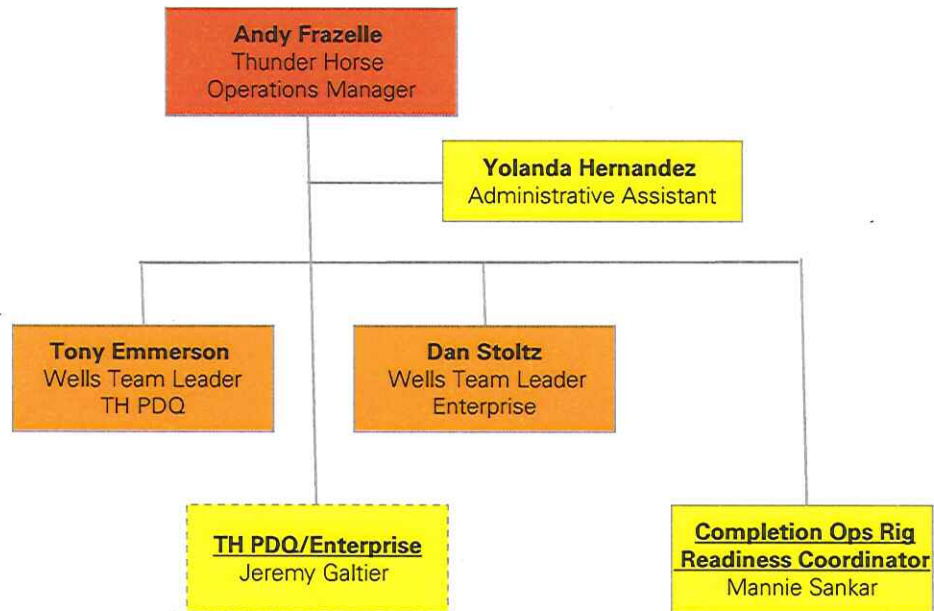 Andy Frazelle
Thunder Horse
Operations Manager
Yolanda Hernandez
Administrative Assistant
Tony Emmerson
Wells Team Leader
TH PDQ
Dan Stoltz
Wells Team Leader
Enterprise
TH PDQ/Enterprise
Jeremy Galtier
Completion Ops Rig
Readiness Coordinator
Mannie Sankar